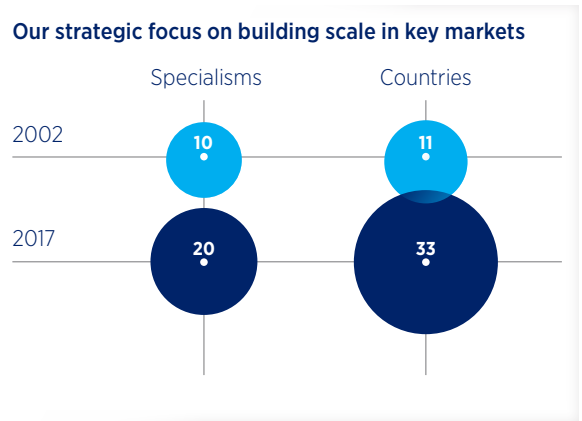 Our strategic focus on building scale in key markets
Specialisms Countries
2002
10 11
2017
20 33